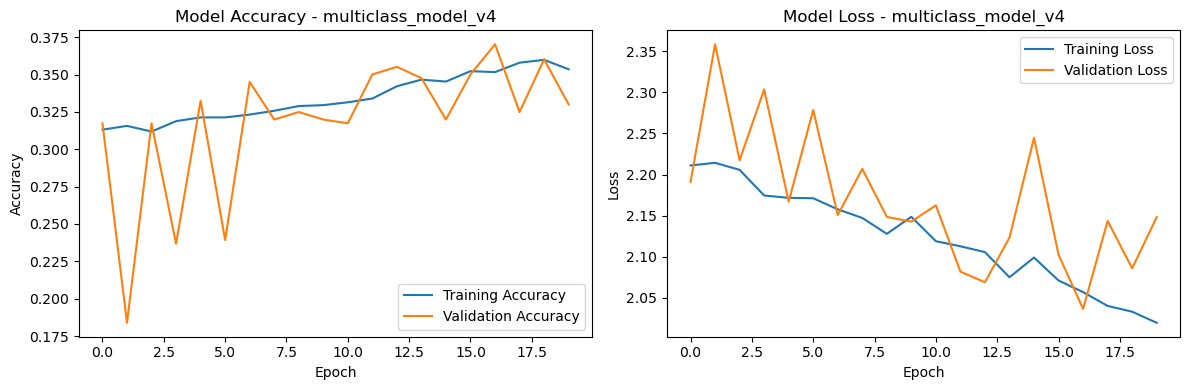 Model Accuracy - multiclass_model_v4
0.375
0.350
0.325
0.300
0.275
0.250
0.225
0.200
0.175
Accuracy
Training Accuracy
Validation Accuracy
0.0 2.5 5.0 7.5 10.0 12.5 15.0 17.5
Epoch
Model Loss - multiclass_model_v4
2.35
2.30
2.25
2.20
2.15
2.10
2.05
Loss
Training Loss
Validation Loss
0.0 2.5 5.0 7.5 10.0 12.5 15.0 17.5
Epoch